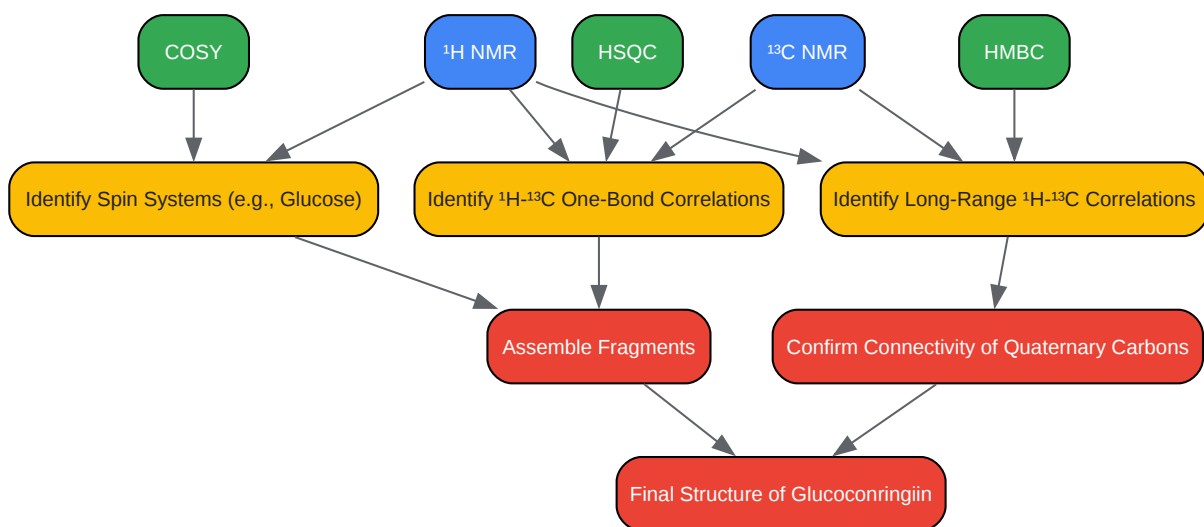 COSY
¹H NMR
HSQC
¹³C NMR
HMBC
Identify Spin Systems (e.g., Glucose)
Identify ¹H-¹³C One-Bond Correlations
Identify Long-Range ¹H-¹³C Correlations
Assemble Fragments
Confirm Connectivity of Quaternary Carbons
Final Structure of Glucoconringiin